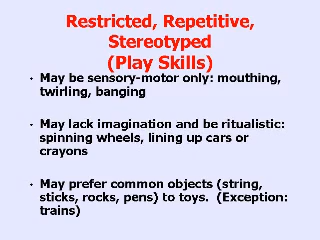 Restricted, Repetitive,
Stereotyped
(Play Skills)
May be sensory-motor only: mouthing,
twirling, banging
May lack imagination and be ritualistic:
spinning wheels, lining up cars or
crayons
May prefer common objects (string,
sticks, rocks, pens) to toys.  (Exception:
trains)